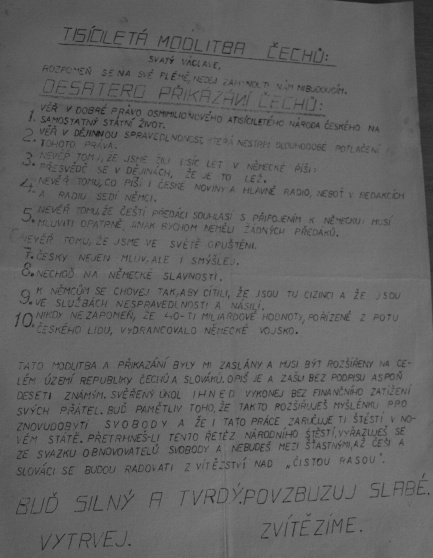 TISÍCILETÁ MODLITBA ČECHŮ:
SVATÝ VÁCLAVE,
ROZPOMEŇ SE NA SVÉ PLÉMĚ, NEDEJ ZAHYNOUTI NÁM NIBUDOUCÍM.
DESATERO PŘIKÁZÁNÍ ČECHŮ:
1. VĚŘ V DOBRÉ PRÁVO OSMIMILIONOVÉHO ATISÍCLETÉHO NÁRODA ČESKÉHO NA
SAMOSTATNÝ STÁTNÍ ŽIVOT.
2. VĚŘ V DĚJINNOU SPRAVEDLNOST, KTERÁ NESTRPÍ DLOUHODOBÉ POTLAČENÍ
TOHOTO PRÁVA.
3. NEVĚŘ TOMU, ŽE JSME ŽILI TISÍC LET V NĚMECKÉ ŘÍŠI:
PŘESVĚDČ SE V DĚJINÁCH, ŽE JE TO LEŽ.
4. NEVĚŘ TOMU, CO PÍŠÍ ČESKÉ NOVINY A HLAVNĚ RADIO, NEBOŤ V REDAKCÍCH
A RADIU SEDÍ NĚMCI.
5. NEVĚŘ TOMU ŽE ČEŠTÍ PŘEDÁCI SOUHLASÍ S PŘIPOJENÍM K NĚMECKU: MUSÍ
MLUVITI OPATRNĚ, JINAK BYCHOM NEMĚLI ŽÁDNÝCH PŘEDÁKŮ.
6. NEVĚŘ TOMU, ŽE JSME VE SVĚTĚ OPUŠTĚNI.
7. ČESKY NEJEN MLUV, ALE I SMÝŠLEJ.
8. NECHOĎ NA NĚMECKÉ SLAVNOSTI.
9. K NĚMCŮM SE CHOVEJ TAK, ABY CÍTILI, ŽE JSOU TU CIZINCI A ŽE JSOU
VE SLUŽBÁCH NESPRAVEDLNOSTI A NÁSILÍ.
10. NIKDY NEZAPOMEŇ, ŽE 40-TI MILIARDOVÉ HODNOTY, POŘÍZENÉ Z POTU
ČESKÉHO LIDU, VYDRANCOVALO NĚMECKÉ VOJSKO.
TATO MODLITBA A PŘIKÁZÁNÍ BYLY MI ZASLÁNY A MUSÍ BÝT ROZŠÍŘENY NA CE-
LÉM ÚZEMÍ REPUBLIKY ČECHŮ A SLOVÁKŮ. OPIŠ JE A ZAŠLI BEZ PODPISU ASPOŇ
DESETI ZNÁMÝM. SVĚŘENÝ ÚKOL IHNED VYKONEJ BEZ FINANČNÍHO ZATÍŽENÍ
SVÝCH PŘÁTEL. BUĎ PAMĚTLIV TOHO, ŽE TAKTO ROZŠIŘUJEŠ MYŠLENKU PRO
ZNOVUDOBYTÍ SVOBODY A ŽE I TATO PRÁCE ZARUČUJE TI ŠTĚSTÍ V NO-
VÉM STÁTĚ. PŘETRHNEŠ-LI TENTO ŘETĚZ NÁRODNÍHO ŠTĚSTÍ, VYŘAZUJEŠ SE
ZE SVAZKU OBNOVOVATELŮ SVOBODY A NEBUDEŠ MEZI ŠŤASTNÝMI, AŽ ČEŠI A
SLOVÁCI SE BUDOU RADOVATI Z VÍTĚZSTVÍ NAD „ČISTOU RASOU".
BUĎ SILNÝ A TVRDÝ. POVZBUZUJ SLABÉ.
VYTRVEJ. ZVÍTĚZÍME.